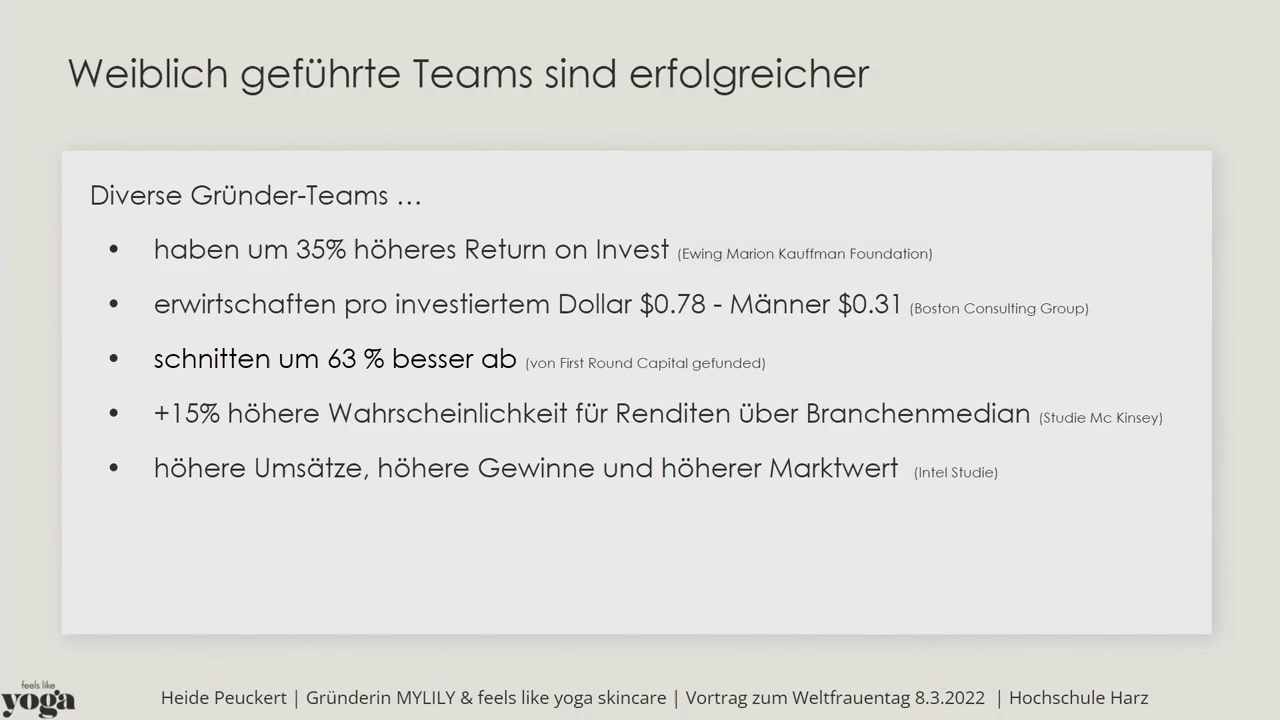 Weiblich geführte Teams sind erfolgreicher
Diverse Gründer-Teams …
• haben um 35% höheres Return on Invest (Ewing Marion Kauffman Foundation)
• erwirtschaften pro investiertem Dollar $0.78 - Männer $0.31 (Boston Consulting Group)
• schnitten um 63 % besser ab (von First Round Capital gefunded)
• +15% höhere Wahrscheinlichkeit für Renditen über Branchenmedian (Studie Mc Kinsey)
• höhere Umsätze, höhere Gewinne und höherer Marktwert (Intel Studie)
feels like
yoga
Heide Peuckert | Gründerin MYLILY & feels like yoga skincare | Vortrag zum Weltfrauentag 8.3.2022 | Hochschule Harz